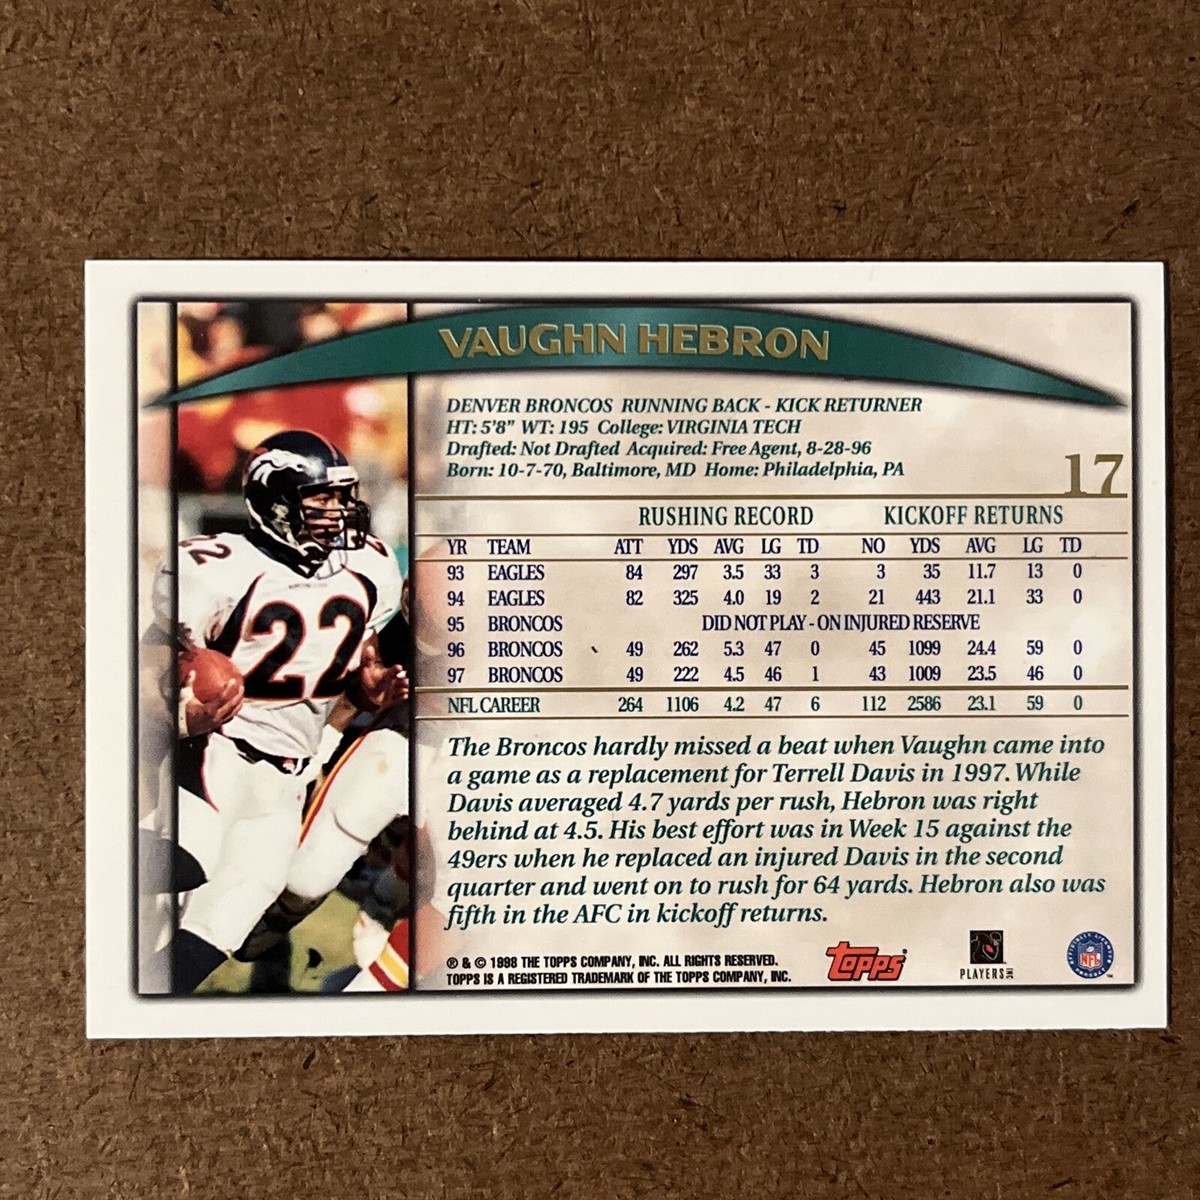 VAUGHN HEBRON
DENVER BRONCOS RUNNING BACK - KICK RETURNER
HT: 5'8" WT: 195 College: VIRGINIA TECH
Drafted: Not Drafted Acquired: Free Agent, 8-28-96
Born: 10-7-70, Baltimore, MD Home: Philadelphia, PA
17
RUSHING RECORD KICKOFF RETURNS
YR TEAM ATT YDS AVG LG TD NO YDS AVG LG TD
93 EAGLES 84 297 3.5 33 3 3 35 11.7 13 0
94 EAGLES 82 325 4.0 19 2 21 443 21.1 33 0
95 BRONCOS DID NOT PLAY - ON INJURED RESERVE
96 BRONCOS 49 262 5.3 47 0 45 1099 24.4 59 0
97 BRONCOS 49 222 4.5 46 1 43 1009 23.5 46 0
NFL CAREER 264 1106 4.2 47 6 112 2586 23.1 59 0
The Broncos hardly missed a beat when Vaughn came into
a game as a replacement for Terrell Davis in 1997. While
Davis averaged 4.7 yards per rush, Hebron was right
behind at 4.5. His best effort was in Week 15 against the
49ers when he replaced an injured Davis in the second
quarter and went on to rush for 64 yards. Hebron also was
fifth in the AFC in kickoff returns.
® & © 1998 THE TOPPS COMPANY, INC. ALL RIGHTS RESERVED.
TOPPS IS A REGISTERED TRADEMARK OF THE TOPPS COMPANY, INC.
Topps
PLAYERS
NFL
22
22